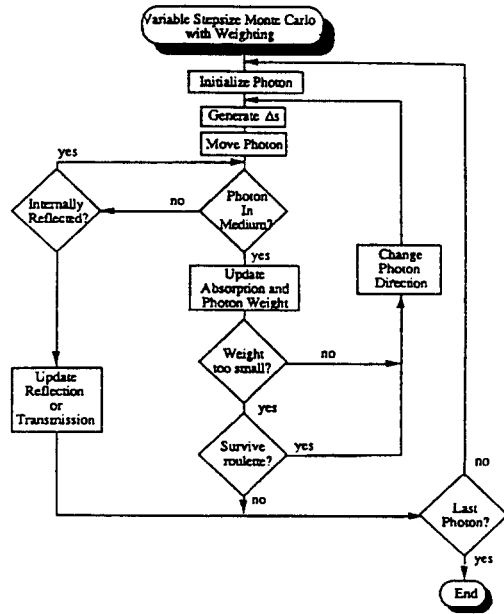 Variable Stepsize Monte Carlo
with Weighting
Initialize Photon
Generate Δs
Move Photon
yes
Internally
Reflected?
no
Photon
In
Medium?
yes
Change
Photon
Direction
Update
Absorption and
Photon Weight
Weight
too small?
no
Update
Reflection
or
Transmission
yes
Survive
roulette?
yes
no
no
Last
Photon?
yes
End